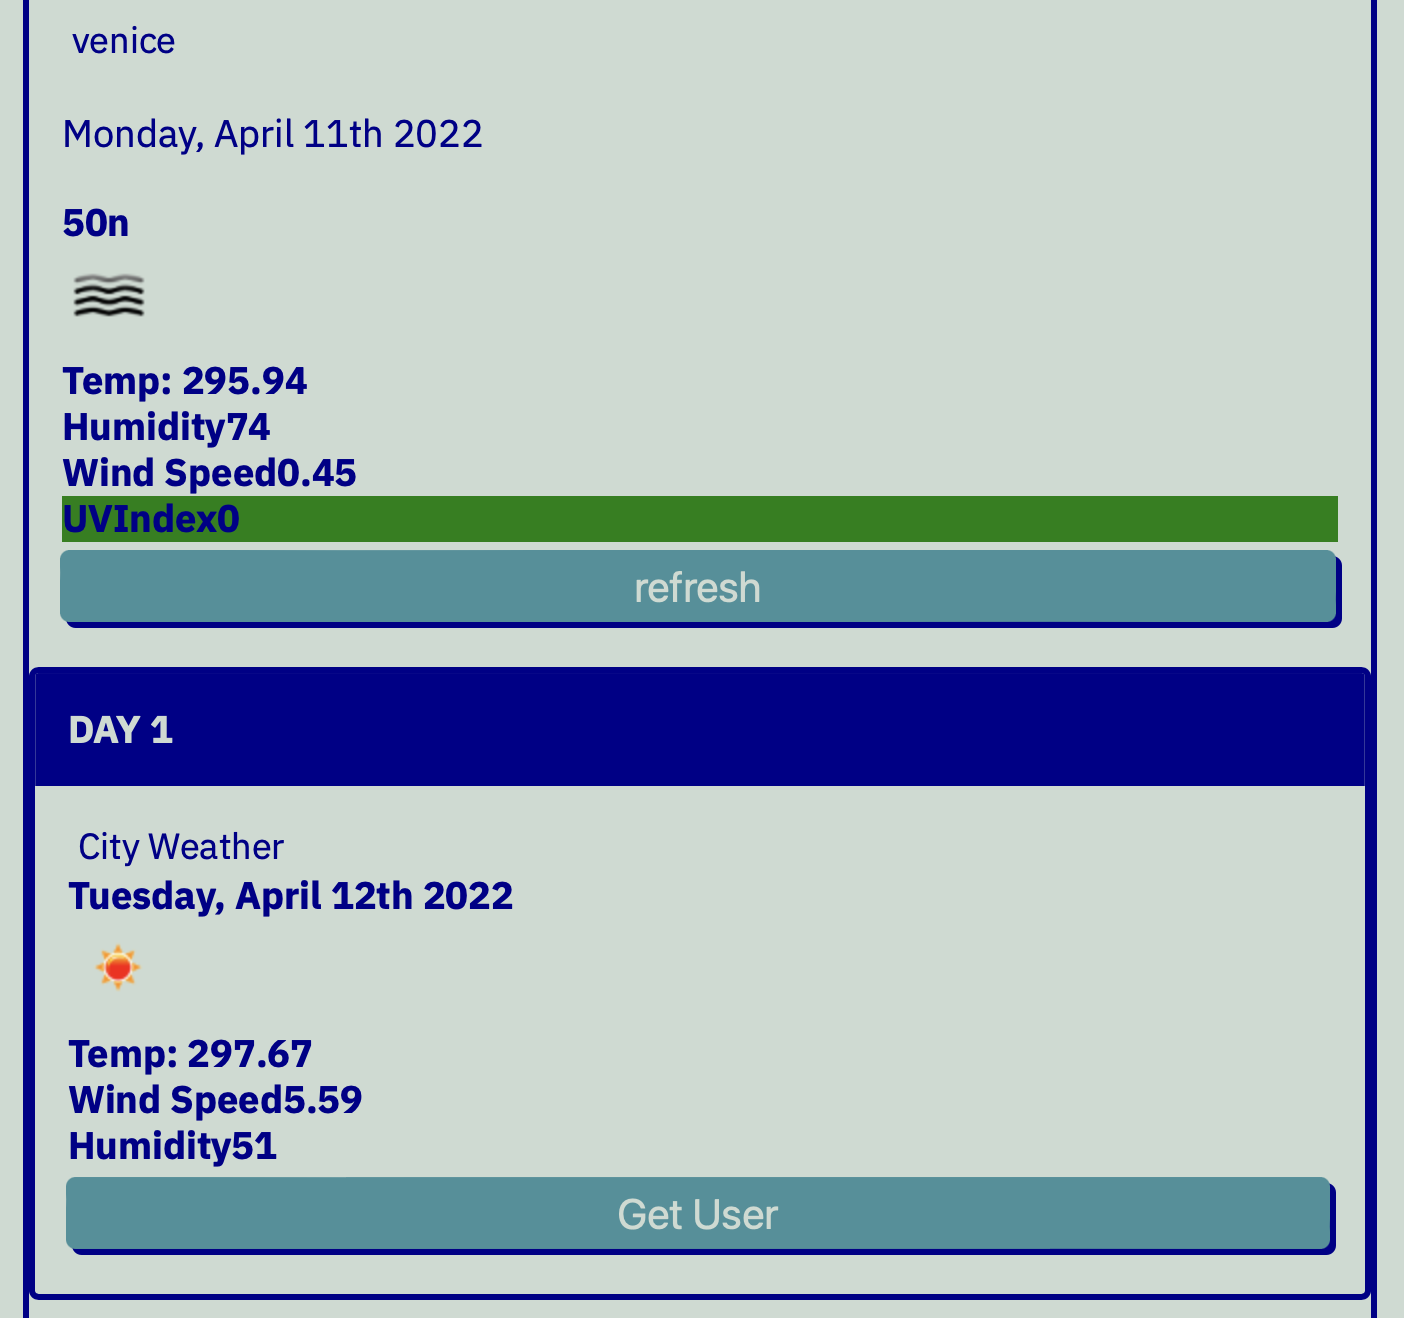 venice
Monday, April 11th 2022
50n
Temp: 295.94
Humidity74
Wind Speed0.45
UVIndex0
refresh
DAY 1
City Weather
Tuesday, April 12th 2022
Temp: 297.67
Wind Speed5.59
Humidity51
Get User